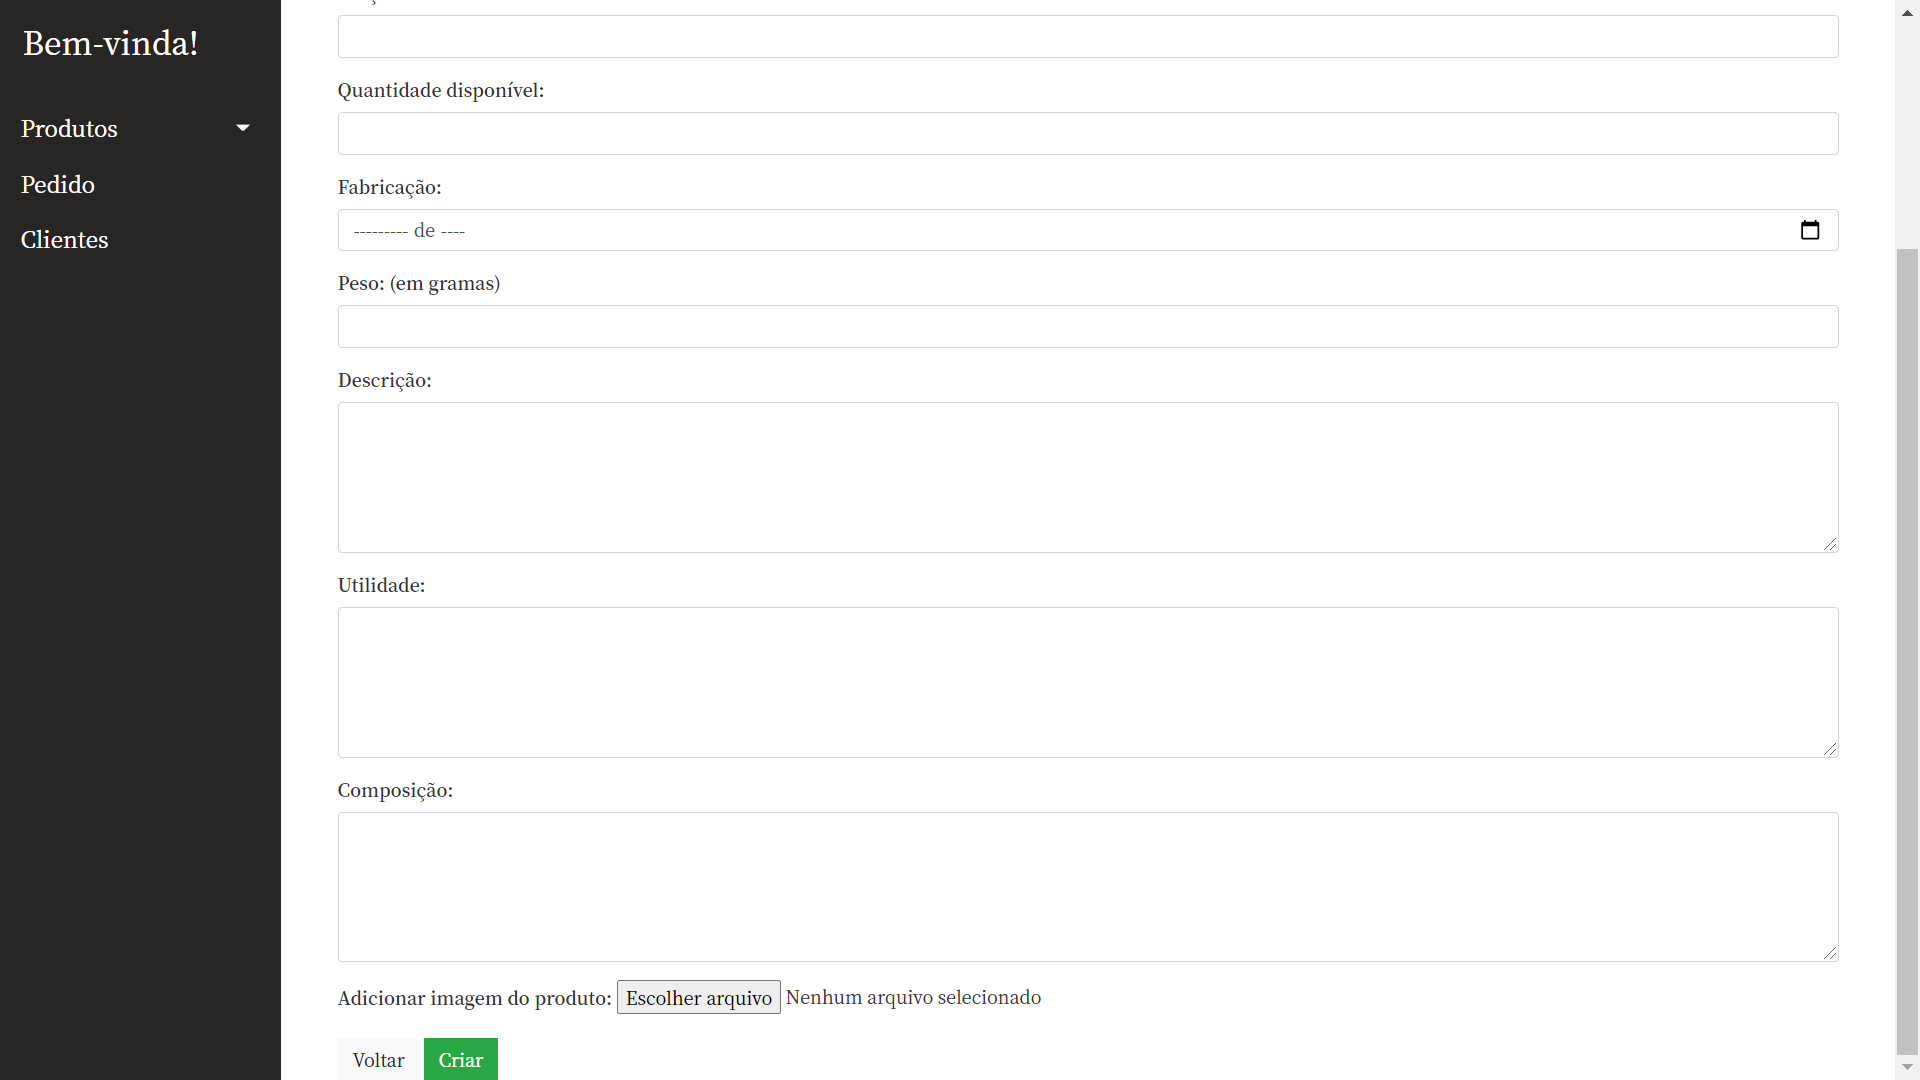 Bem-vinda!
Produtos
Pedido
Clientes
Quantidade disponível:
Fabricação:
--------- de ----
Peso: (em gramas)
Descrição:
Utilidade:
Composição:
Adicionar imagem do produto: Escolher arquivo Nenhum arquivo selecionado
Voltar Criar